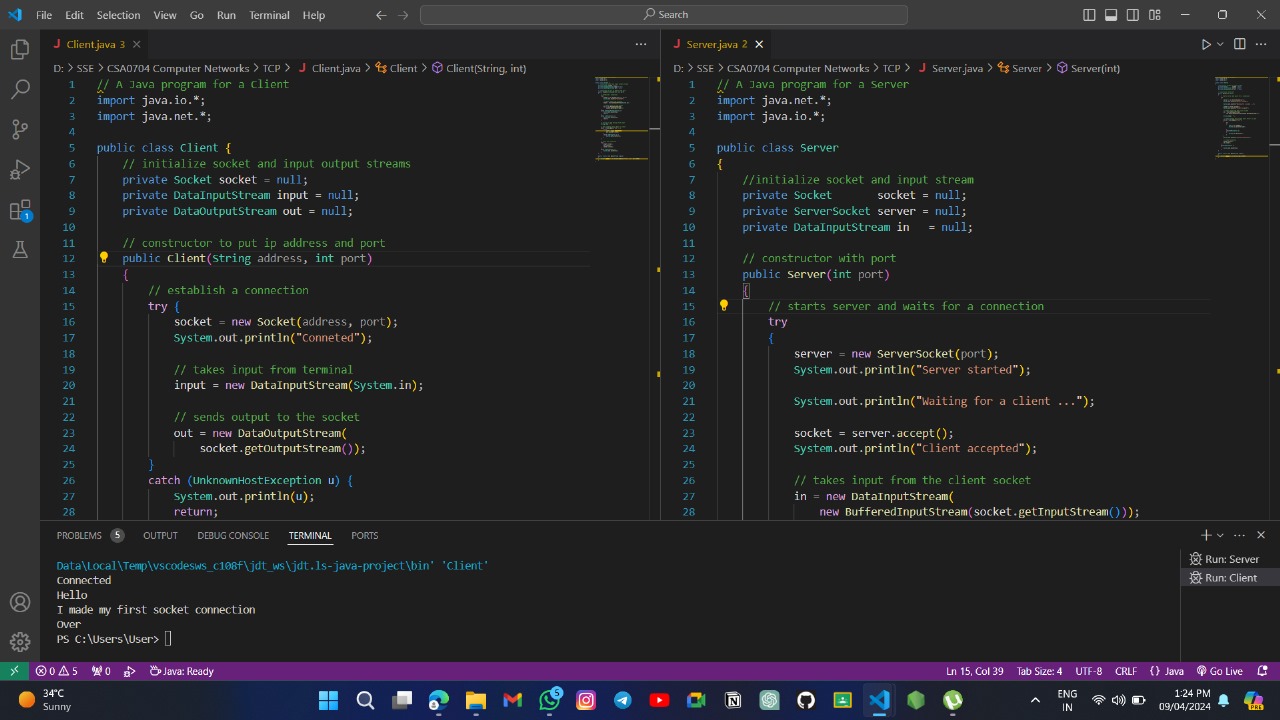 File Edit Selection View Go Run Terminal Help
Search
Client.java 3
D: > SSE > CSA0704 Computer Networks > TCP > Client.java > Client > Client(String, int)
1 // A Java program for a Client
2 import java.io.*;
3 import java.net.*;
4
5 public class Client {
6 // initialize socket and input output streams
7 private Socket socket = null;
8 private DataInputStream input = null;
9 private DataOutputStream out = null;
10
11 // constructor to put ip address and port
12 public Client(String address, int port)
13 {
14 // establish a connection
15 try {
16 socket = new Socket(address, port);
17 System.out.println("Conneted");
18
19 // takes input from terminal
20 input = new DataInputStream(System.in);
21
22 // sends output to the socket
23 out = new DataOutputStream(
24 socket.getOutputStream());
25 }
26 catch (UnknownHostException u) {
27 System.out.println(u);
28 return;
Server.java 2
D: > SSE > CSA0704 Computer Networks > TCP > Server.java > Server > Server(int)
1 // A Java program for a Server
2 import java.net.*;
3 import java.io.*;
4
5 public class Server
6 {
7 //initialize socket and input stream
8 private Socket socket = null;
9 private ServerSocket server = null;
10 private DataInputStream in = null;
11
12 // constructor with port
13 public Server(int port)
14 {
15 // starts server and waits for a connection
16 try
17 {
18 server = new ServerSocket(port);
19 System.out.println("Server started");
20
21 System.out.println("Waiting for a client ...");
22
23 socket = server.accept();
24 System.out.println("Client accepted");
25
26 // takes input from the client socket
27 in = new DataInputStream(
28 new BufferedInputStream(socket.getInputStream()));
PROBLEMS 5 OUTPUT DEBUG CONSOLE TERMINAL PORTS
Data\Local\Temp\vscodesws_c108f\jdt_ws\jdt.ls-java-project\bin' 'Client'
Connected
Hello
I made my first socket connection
Over
PS C:\Users\User>
Run: Server
Run: Client
1
0 5 0 Java: Ready
Ln 15, Col 39 Tab Size: 4 UTF-8 CRLF {} Java Go Live
34°C
Sunny
5
ENG
IN
1:24 PM
09/04/2024
PRE